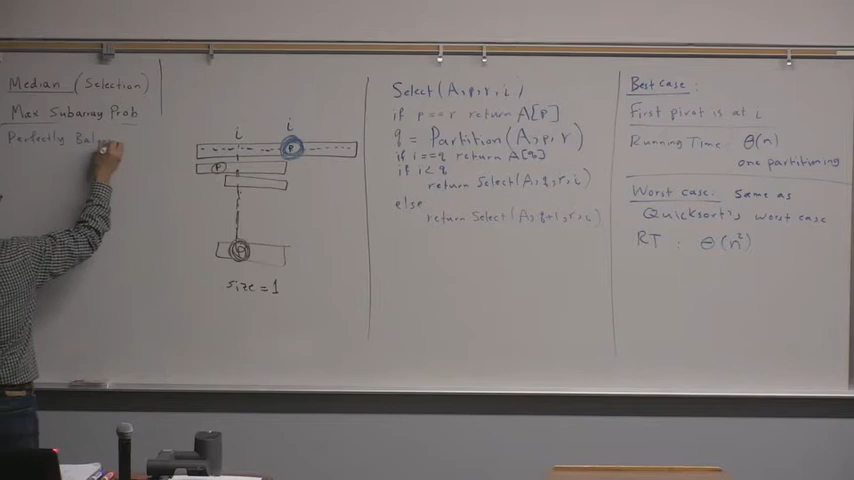 Median (Selection)
Max Subarray Prob
Perfectly Bal
i
i
P
P
P
size = 1
Select (A, p, r, i)
if p == r return A[p]
q = Partition (A, p, r)
if i == q return A[q]
if i < q
return Select(A, q, r, i)
else
return Select (A, q+1, r, i)
Best case:
First pivot is at i
Running Time: Θ(n)
one partitioning
Worst case: same as
Quicksort's worst case
RT : Θ(n²)